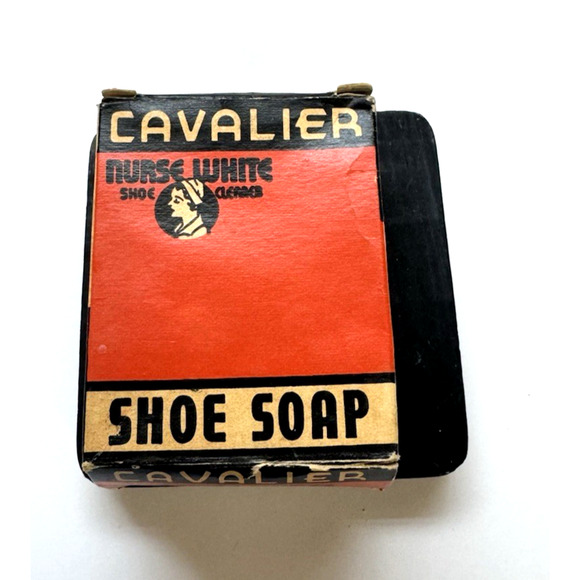 CAVALIER
NURSE WHITE
SHOE CLEANER
SHOE SOAP
CAVALIER